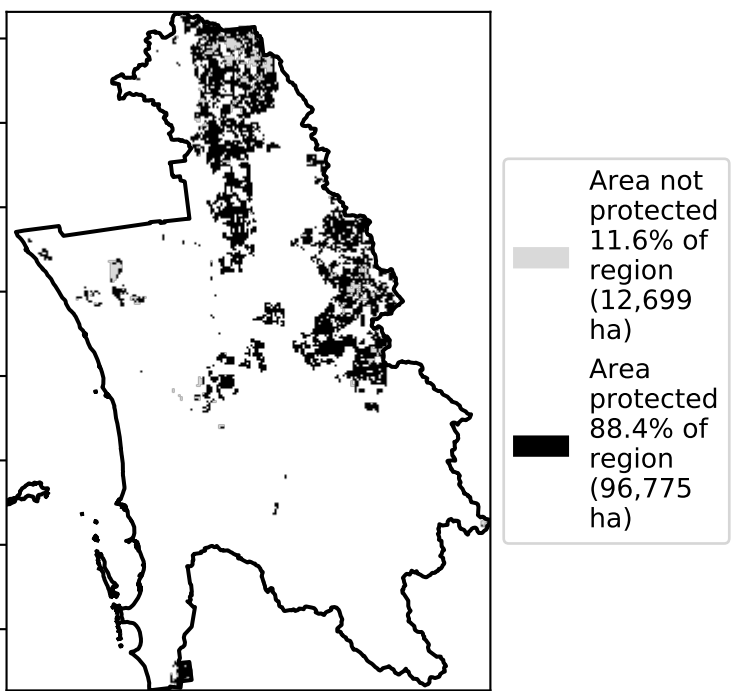 Area not
protected
11.6% of
region
(12,699
ha)
Area
protected
88.4% of
region
(96,775
ha)